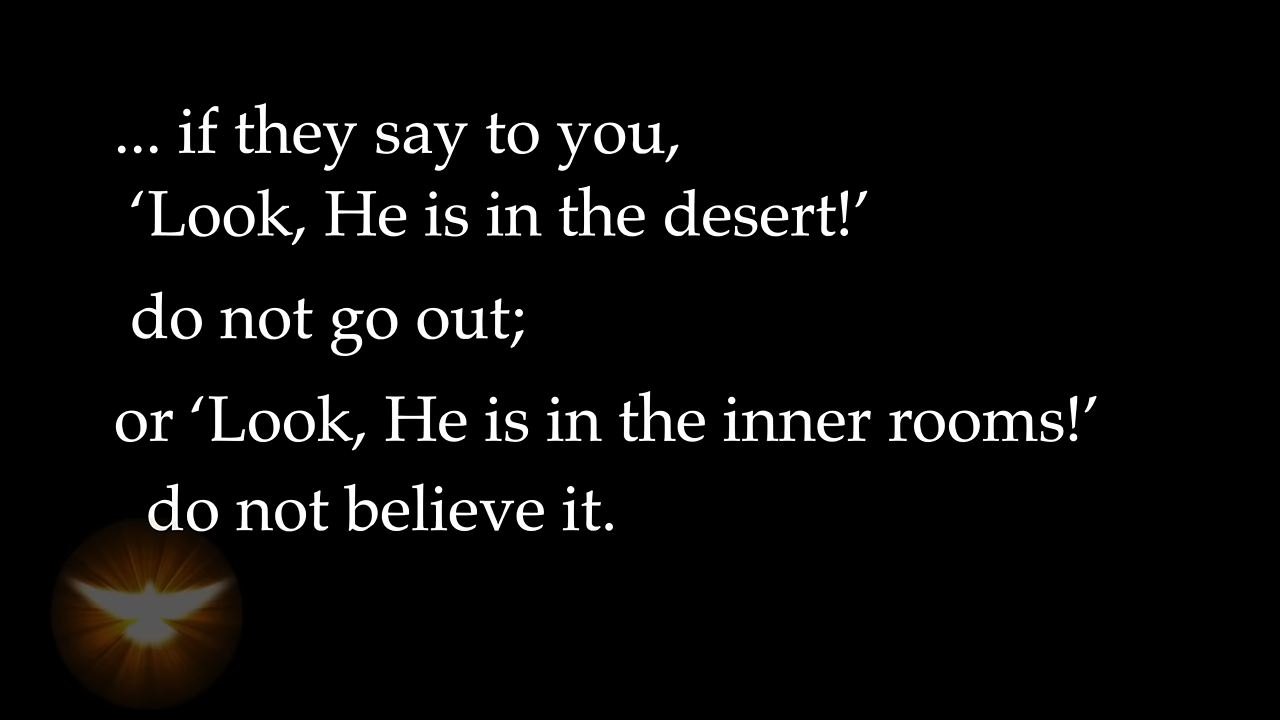 ... if they say to you,
‘Look, He is in the desert!’
do not go out;
or ‘Look, He is in the inner rooms!’
do not believe it.